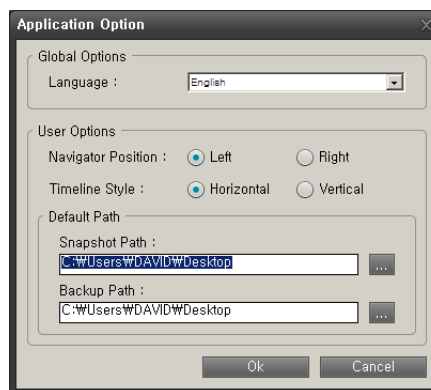 Application Option
Global Options
Language :
English
User Options
Navigator Position :
Left
Right
Timeline Style :
Horizontal
Vertical
Default Path
Snapshot Path :
C:₩Users₩DAVID₩Desktop
...
Backup Path :
C:₩Users₩DAVID₩Desktop
...
Ok
Cancel